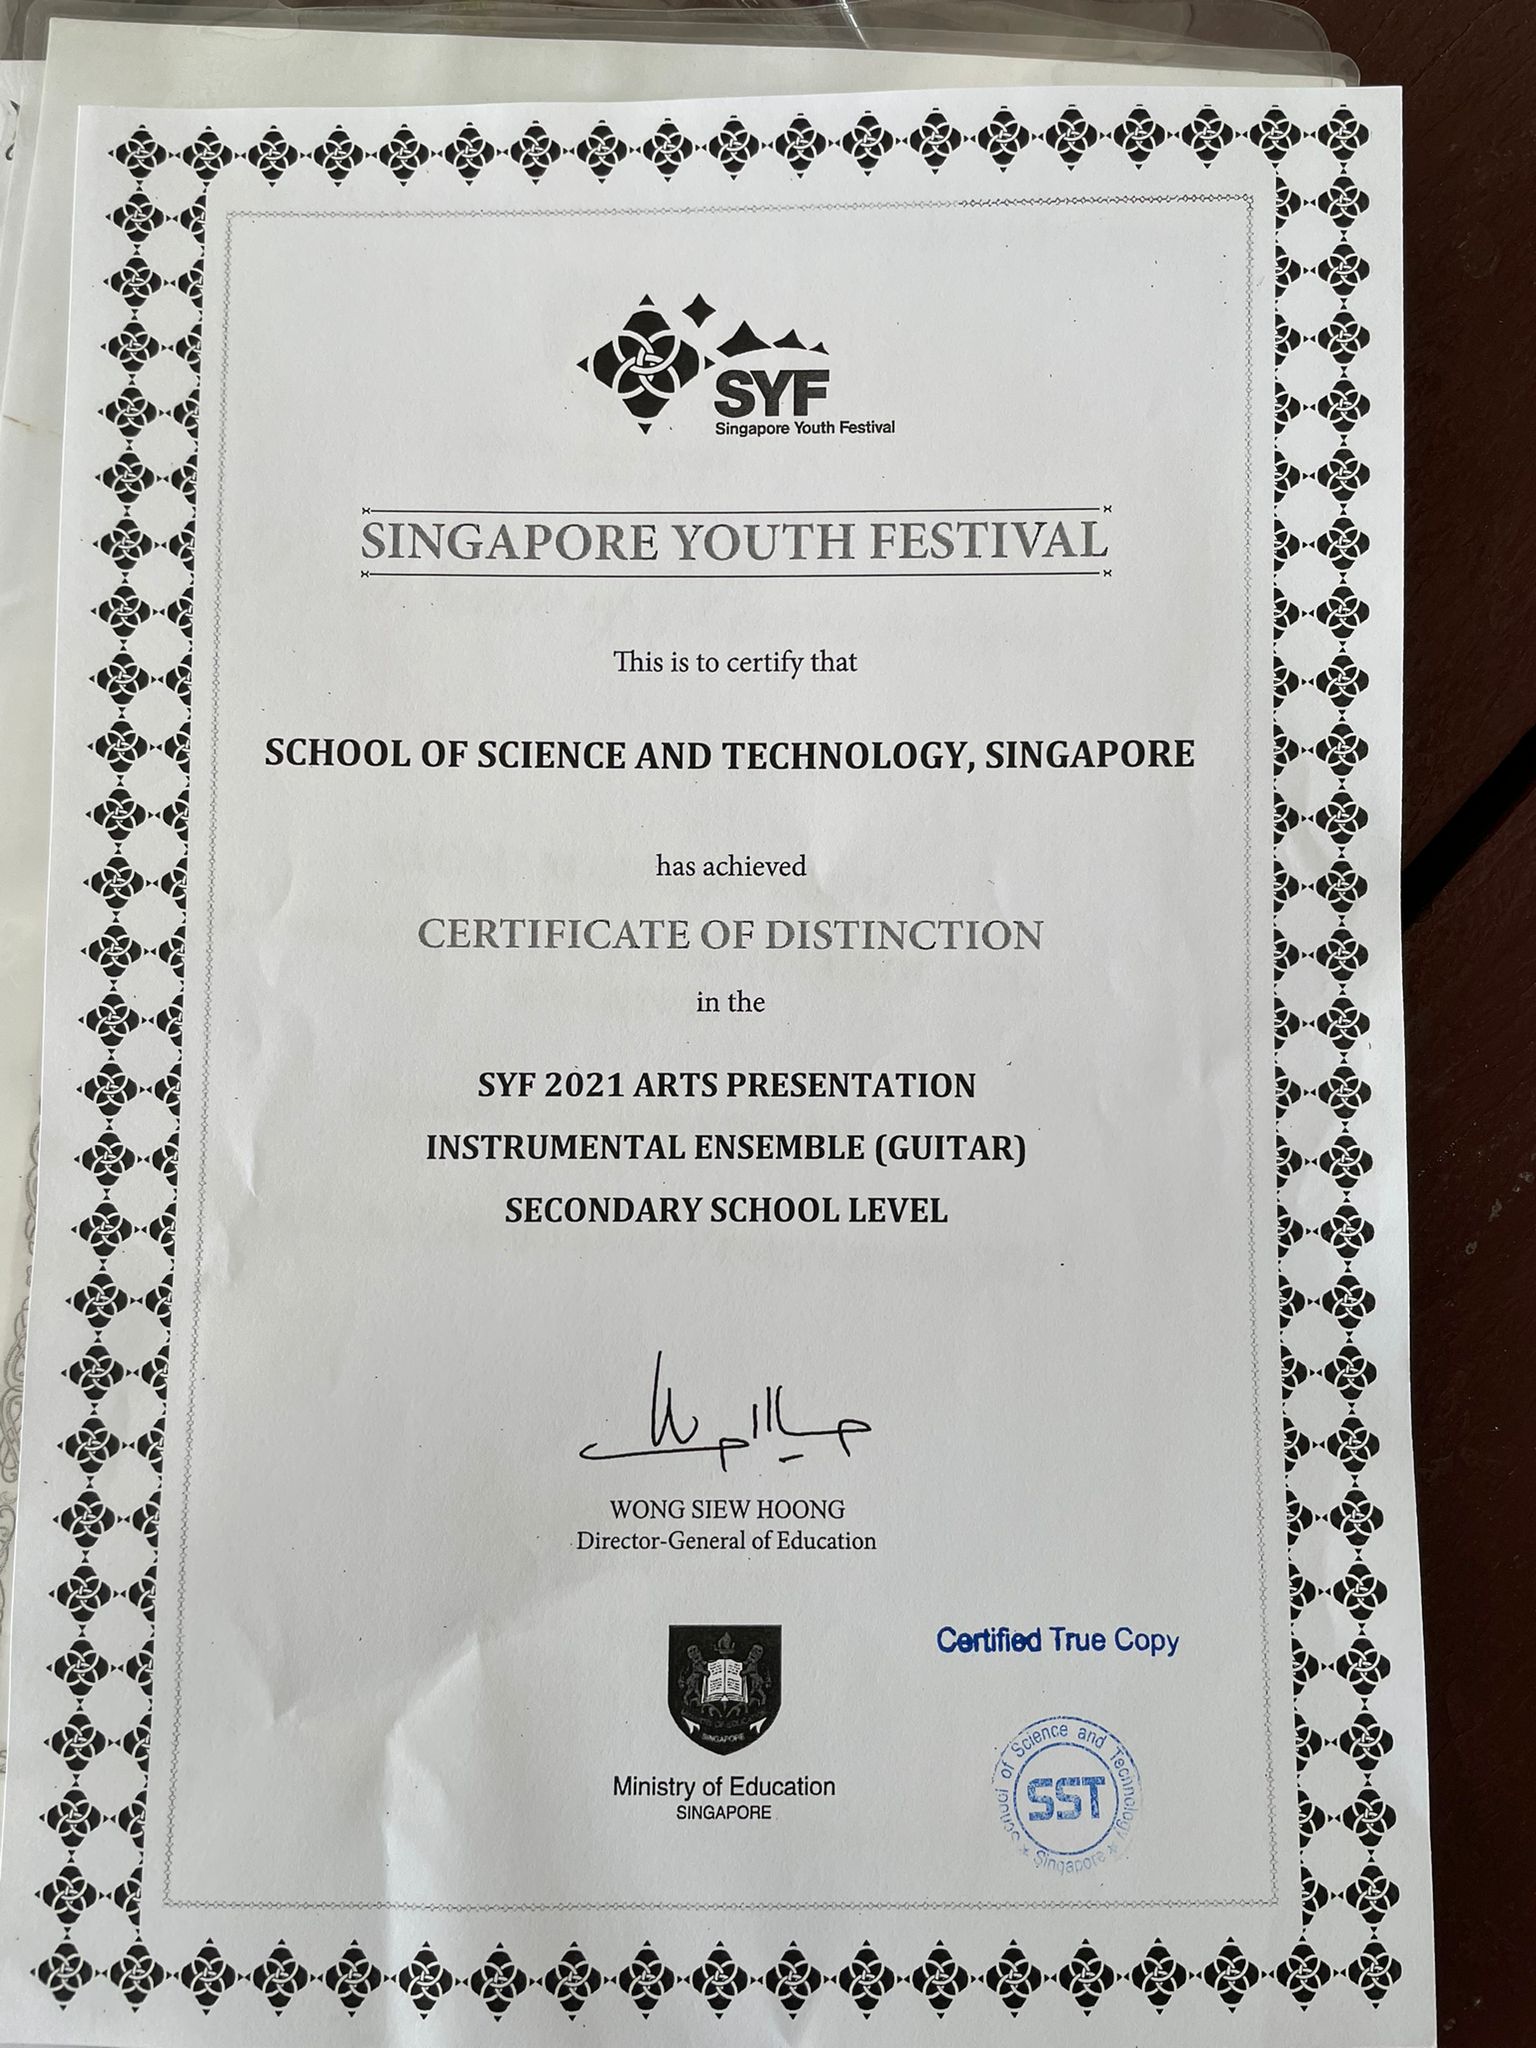 SYF
Singapore Youth Festival
SINGAPORE YOUTH FESTIVAL
This is to certify that
SCHOOL OF SCIENCE AND TECHNOLOGY, SINGAPORE
has achieved
CERTIFICATE OF DISTINCTION
in the
SYF 2021 ARTS PRESENTATION
INSTRUMENTAL ENSEMBLE (GUITAR)
SECONDARY SCHOOL LEVEL
WONG SIEW HOONG
Director-General of Education
Certified True Copy
SINGAPORE
Ministry of Education
SINGAPORE
School of Science and Technology
SST
Singapore